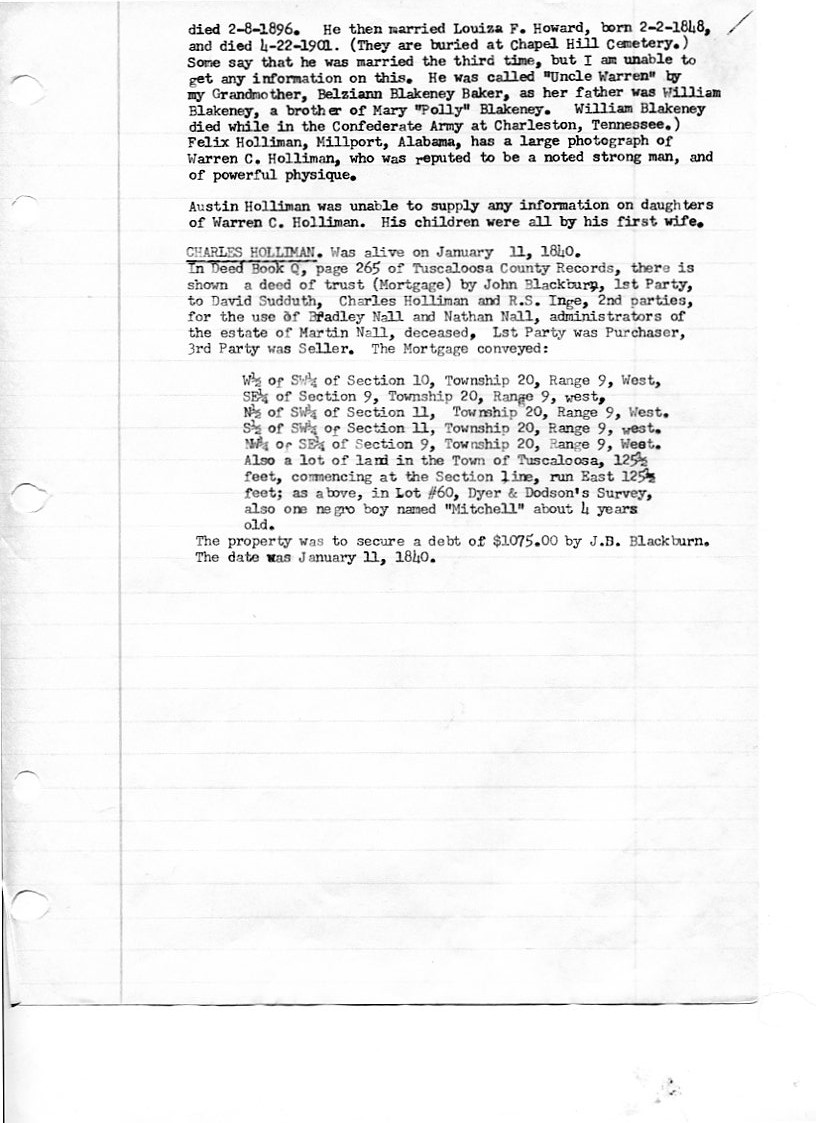 died 2-8-1896. He then married Louiza F. Howard, born 2-2-1848,
and died 4-22-1901. (They are buried at Chapel Hill Cemetery.)
Some say that he was married the third time, but I am unable to
get any information on this. He was called "Uncle Warren" by
my Grandmother, Belziann Blakeney Baker, as her father was William
Blakeney, a brother of Mary "Polly" Blakeney. William Blakeney
died while in the Confederate Army at Charleston, Tennessee.)
Felix Holliman, Millport, Alabama, has a large photograph of
Warren C. Holliman, who was reputed to be a noted strong man, and
of powerful physique.
Austin Holliman was unable to supply any information on daughters
of Warren C. Holliman. His children were all by his first wife.
CHARLES HOLLIMAN. Was alive on January 11, 1840.
In Deed Book Q, page 265 of Tuscaloosa County Records, there is
shown a deed of trust (Mortgage) by John Blackburn, 1st Party,
to David Sudduth, Charles Holliman and R.S. Inge, 2nd parties,
for the use of Bradley Nall and Nathan Nall, administrators of
the estate of Martin Nall, deceased, Lst Party was Purchaser,
3rd Party was Seller. The Mortgage conveyed:
W½ of SW¼ of Section 10, Township 20, Range 9, West,
SE¼ of Section 9, Township 20, Range 9, west,
N½ of SW¼ of Section 11, Township 20, Range 9, West.
S½ of SW¼ of Section 11, Township 20, Range 9, west.
NW¼ of SE¼ of Section 9, Township 20, Range 9, West.
Also a lot of land in the Town of Tuscaloosa, 125½
feet, commencing at the Section line, run East 125½
feet; as above, in Lot #60, Dyer & Dodson's Survey,
also one negro boy named "Mitchell" about 4 years
old.
The property was to secure a debt of $1075.00 by J.B. Blackburn.
The date was January 11, 1840.